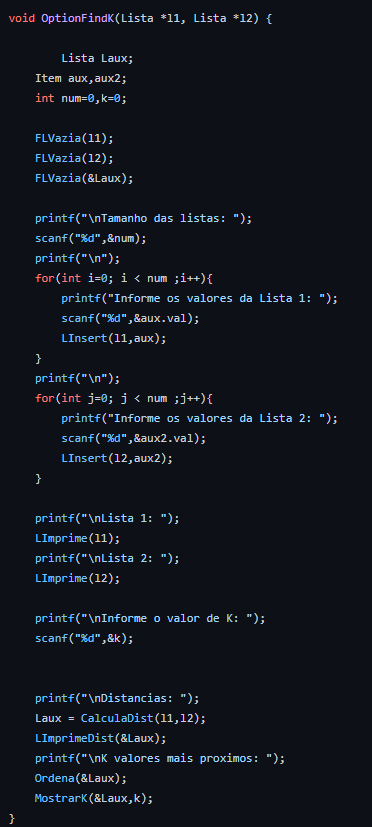 void OptionFindK(Lista *l1, Lista *l2) {
Lista Laux;
Item aux,aux2;
int num=0,k=0;
FLVazia(l1);
FLVazia(l2);
FLVazia(&Laux);
printf("\nTamanho das listas: ");
scanf("%d",&num);
printf("\n");
for(int i=0; i < num ;i++){
printf("Informe os valores da Lista 1: ");
scanf("%d",&aux.val);
LInsert(l1,aux);
}
printf("\n");
for(int j=0; j < num ;j++){
printf("Informe os valores da Lista 2: ");
scanf("%d",&aux2.val);
LInsert(l2,aux2);
}
printf("\nLista 1: ");
LImprime(l1);
printf("\nLista 2: ");
LImprime(l2);
printf("\nInforme o valor de K: ");
scanf("%d",&k);
printf("\nDistancias: ");
Laux = CalculaDist(l1,l2);
LImprimeDist(&Laux);
printf("\nK valores mais proximos: ");
Ordena(&Laux);
MostrarK(&Laux,k);
}